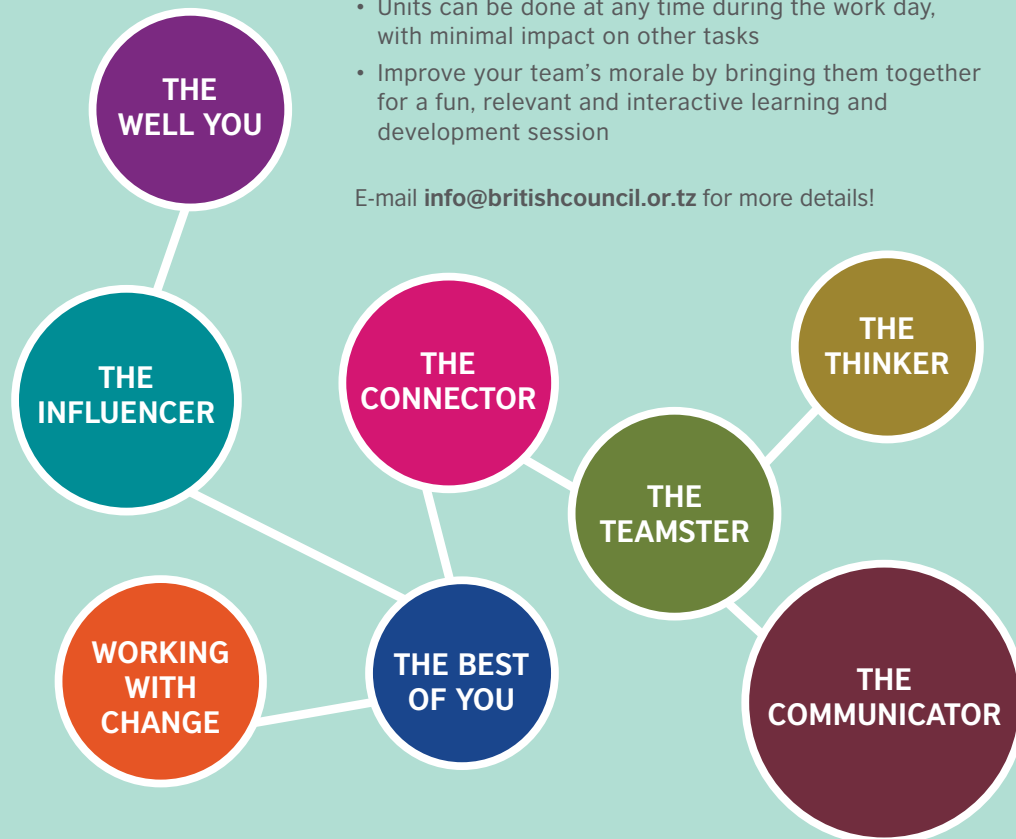 • Units can be done at any time during the work day,
with minimal impact on other tasks
• Improve your team’s morale by bringing them together
for a fun, relevant and interactive learning and
development session
E-mail info@britishcouncil.or.tz for more details!
THE
WELL YOU
THE
INFLUENCER
THE
CONNECTOR
THE
THINKER
THE
TEAMSTER
WORKING
WITH
CHANGE
THE BEST
OF YOU
THE
COMMUNICATOR